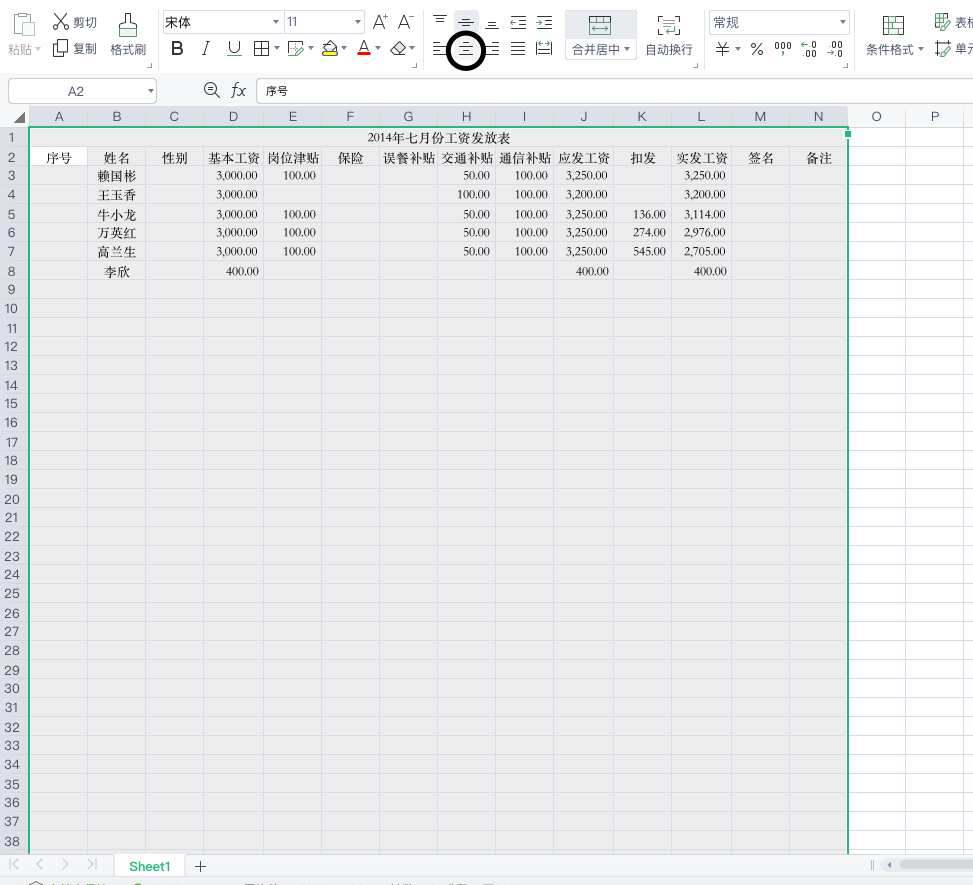 剪切 宋体 11 A+ A- 常规 表格
粘贴 复制 格式刷 B I U A 合并居中 自动换行 ¥ % 000 ←.0 .00 .00 →.0 条件格式 单元
A2 fx 序号
A B C D E F G H I J K L M N O P
1 2014年七月份工资发放表
2 序号 姓名 性别 基本工资 岗位津贴 保险 误餐补贴 交通补贴 通信补贴 应发工资 扣发 实发工资 签名 备注
3 赖国彬 3,000.00 100.00 50.00 100.00 3,250.00 3,250.00
4 王玉香 3,000.00 100.00 100.00 3,200.00 3,200.00
5 牛小龙 3,000.00 100.00 50.00 100.00 3,250.00 136.00 3,114.00
6 万英红 3,000.00 100.00 50.00 100.00 3,250.00 274.00 2,976.00
7 高兰生 3,000.00 100.00 50.00 100.00 3,250.00 545.00 2,705.00
8 李欣 400.00 400.00 400.00
9
10
11
12
13
14
15
16
17
18
19
20
21
22
23
24
25
26
27
28
29
30
31
32
33
34
35
36
37
38
Sheet1 +